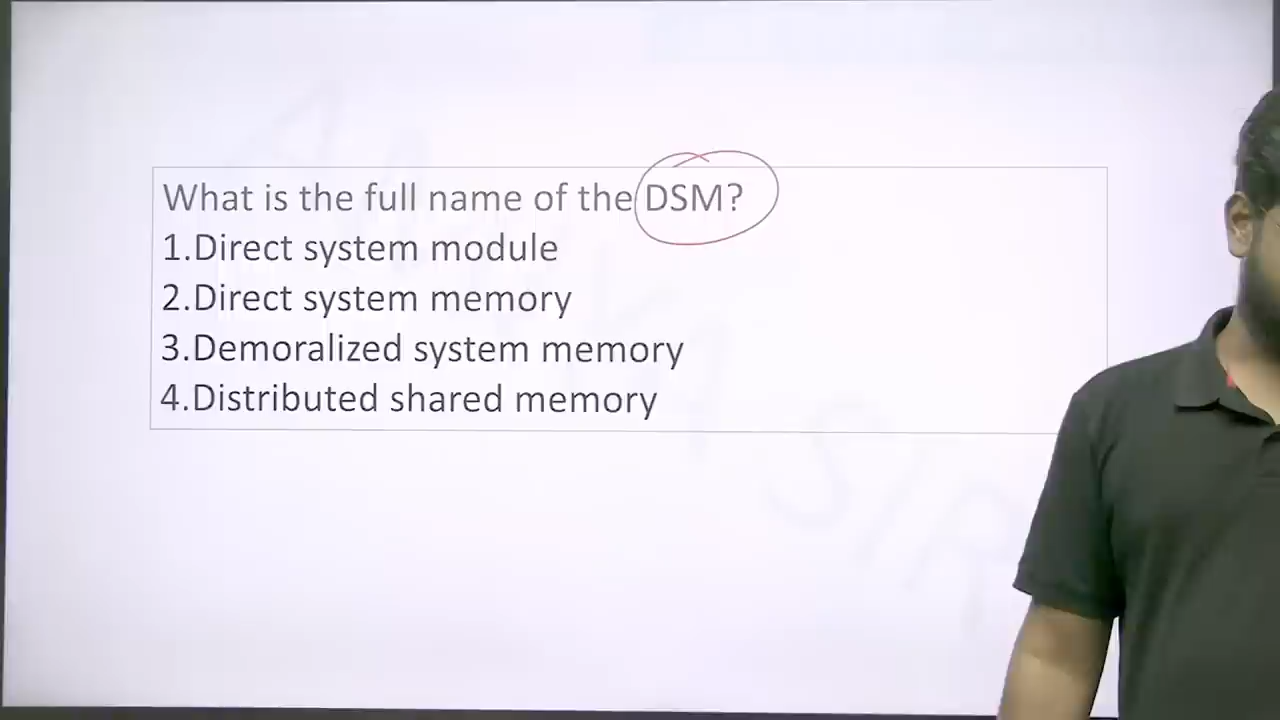 What is the full name of the DSM?
1.Direct system module
2.Direct system memory
3.Demoralized system memory
4.Distributed shared memory